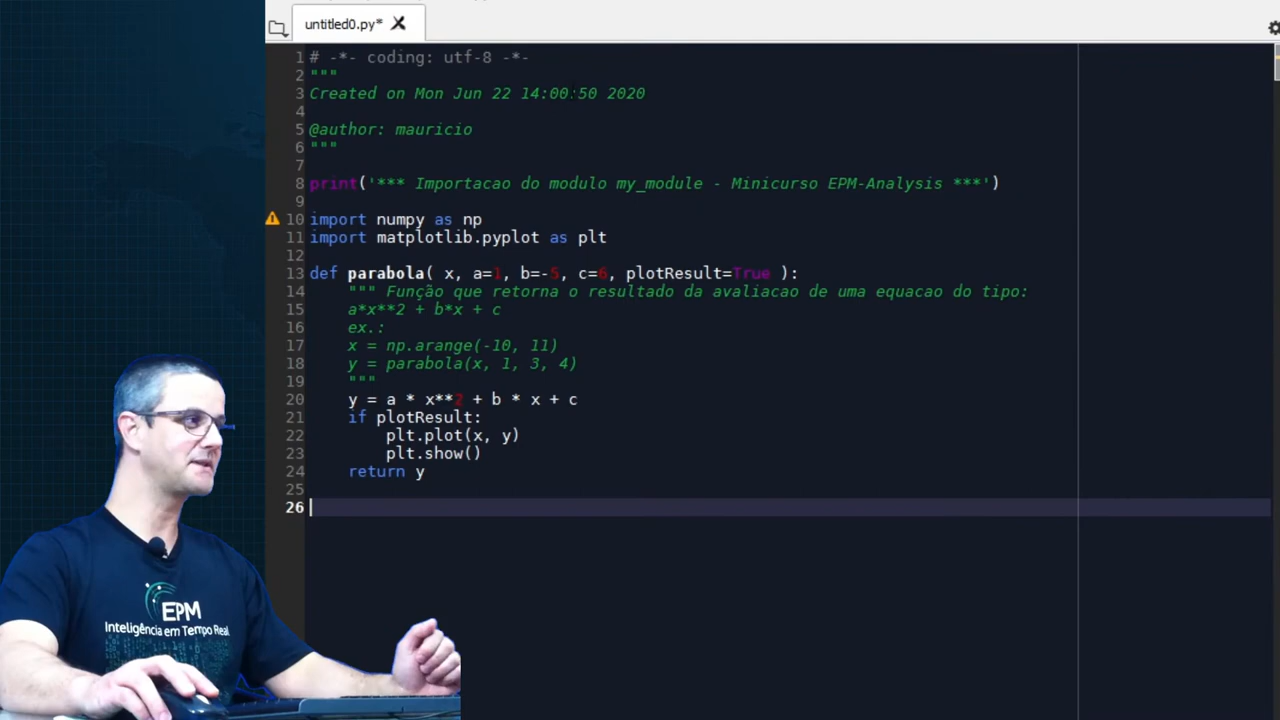 untitled0.py*
1 # -*- coding: utf-8 -*-
2 """
3 Created on Mon Jun 22 14:00:50 2020
4
5 @author: mauricio
6 """
7
8 print('*** Importacao do modulo my_module - Minicurso EPM-Analysis ***')
9
10 import numpy as np
11 import matplotlib.pyplot as plt
12
13 def parabola( x, a=1, b=-5, c=6, plotResult=True ):
14 """ Função que retorna o resultado da avaliacao de uma equacao do tipo:
15 a*x**2 + b*x + c
16 ex.:
17 x = np.arange(-10, 11)
18 y = parabola(x, 1, 3, 4)
19 """
20 y = a * x**2 + b * x + c
21 if plotResult:
22 plt.plot(x, y)
23 plt.show()
24 return y
25
26
EPM
Inteligência em Tempo Real